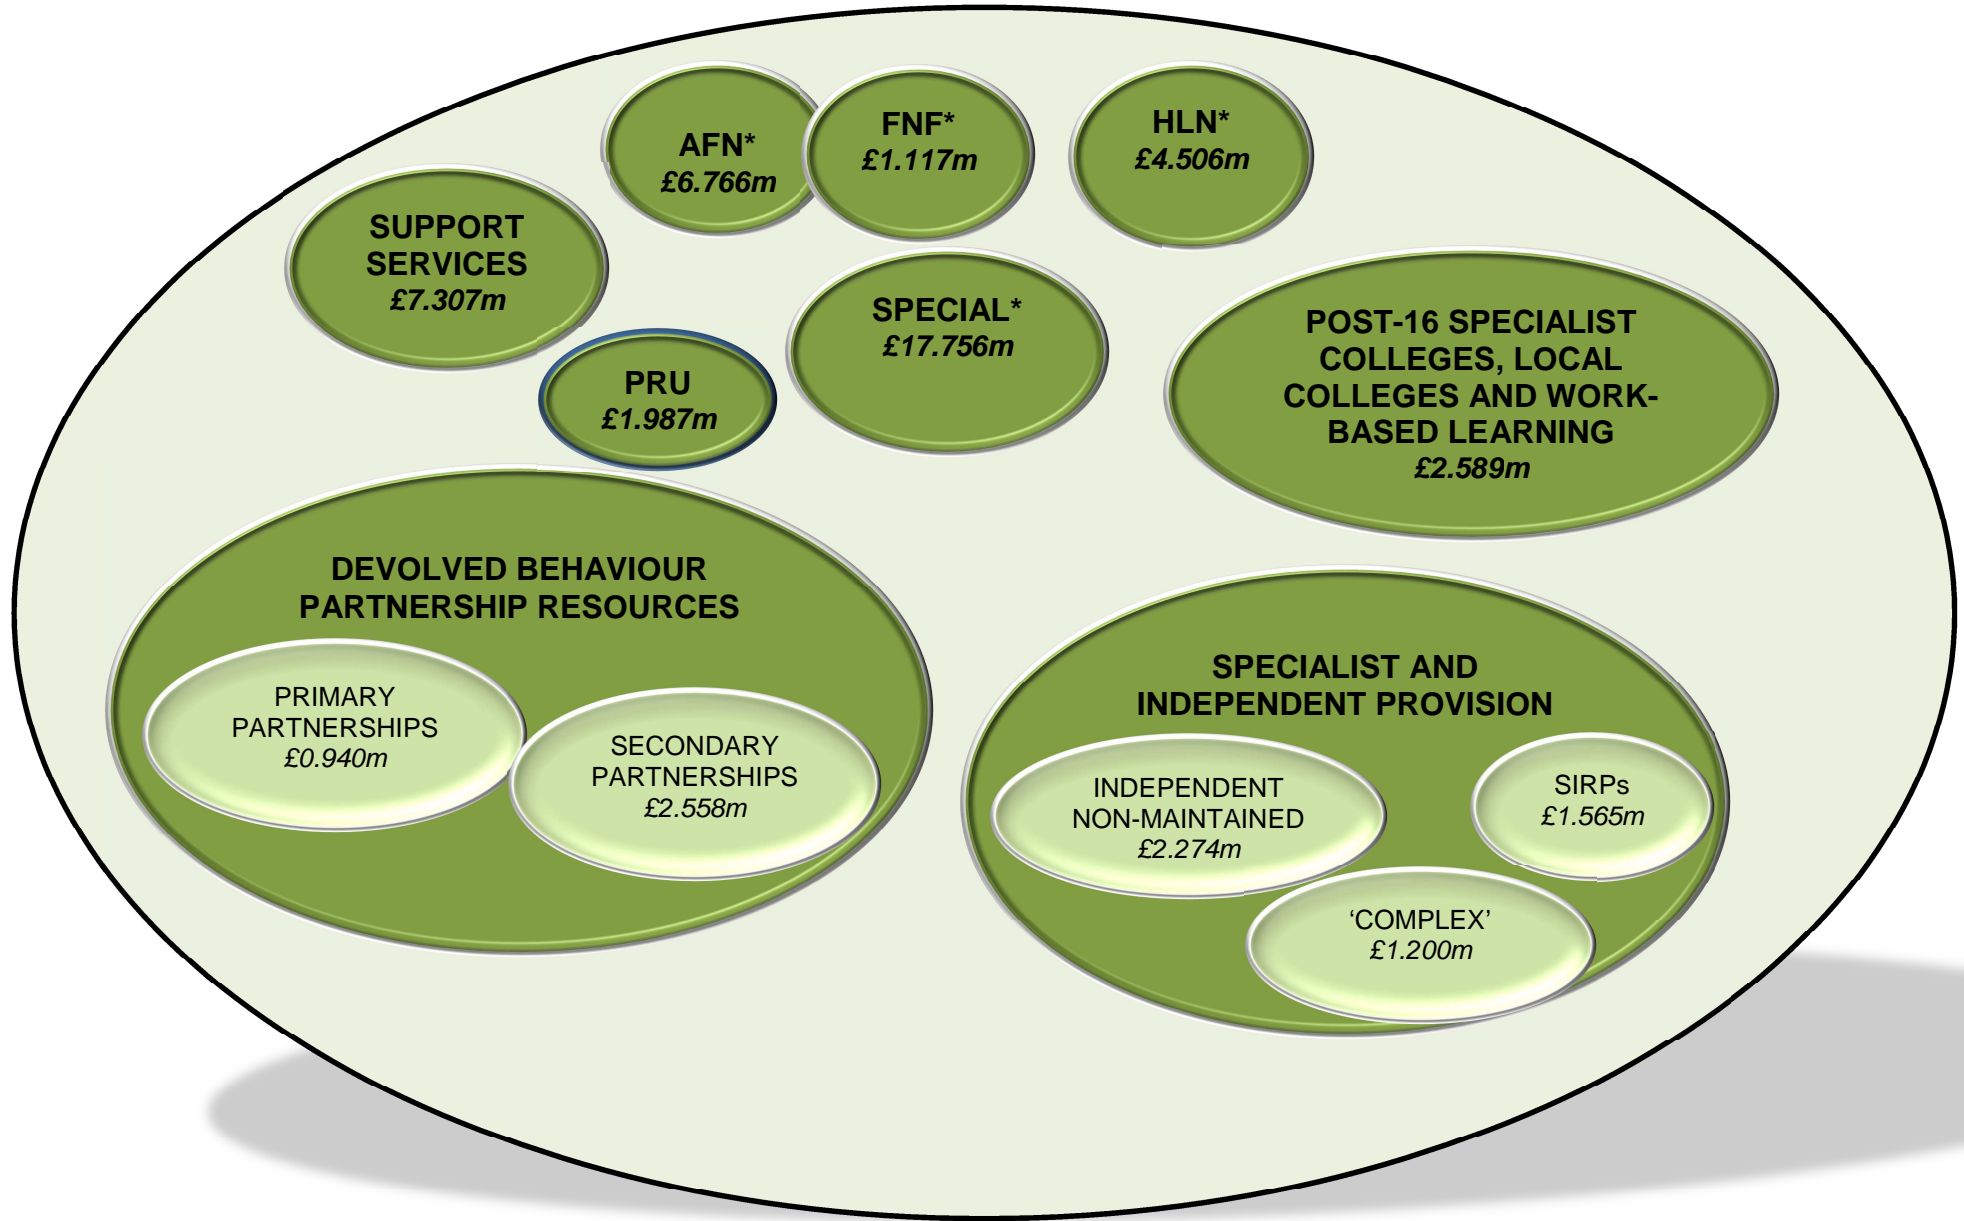 AFN*
£6.766m
FNF*
£1.117m
HLN*
£4.506m
SUPPORT
SERVICES
£7.307m
SPECIAL*
£17.756m
PRU
£1.987m
POST-16 SPECIALIST
COLLEGES, LOCAL
COLLEGES AND WORK-
BASED LEARNING
£2.589m
DEVOLVED BEHAVIOUR
PARTNERSHIP RESOURCES
PRIMARY
PARTNERSHIPS
£0.940m
SECONDARY
PARTNERSHIPS
£2.558m
SPECIALIST AND
INDEPENDENT PROVISION
INDEPENDENT
NON-MAINTAINED
£2.274m
SIRPs
£1.565m
‘COMPLEX’
£1.200m